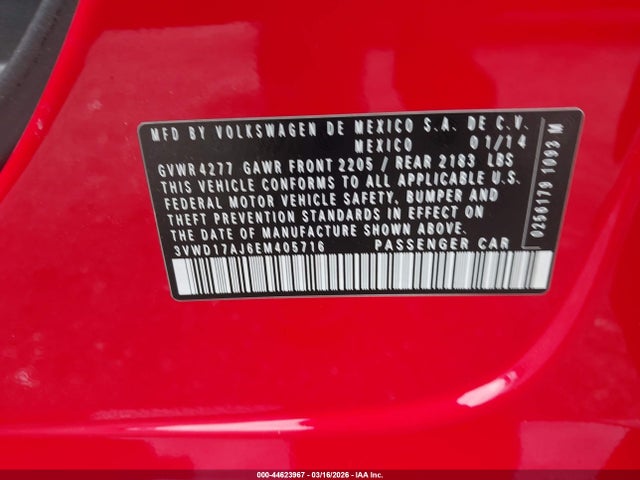 MFD BY VOLKSWAGEN DE MEXICO S.A. DE C.V.
MEXICO 01/14
GVWR 4277 GAWR FRONT 2205 / REAR 2183 LBS
THIS VEHICLE CONFORMS TO ALL APPLICABLE U.S.
FEDERAL MOTOR VEHICLE SAFETY, BUMPER AND
THEFT PREVENTION STANDARDS IN EFFECT ON
THE DATE OF MANUFACTURE SHOWN ABOVE.
3VWD17AJ6EM405716 PASSENGER CAR
0256179 1093 M
000-44623967 - 03/16/2026 - IAA Inc.